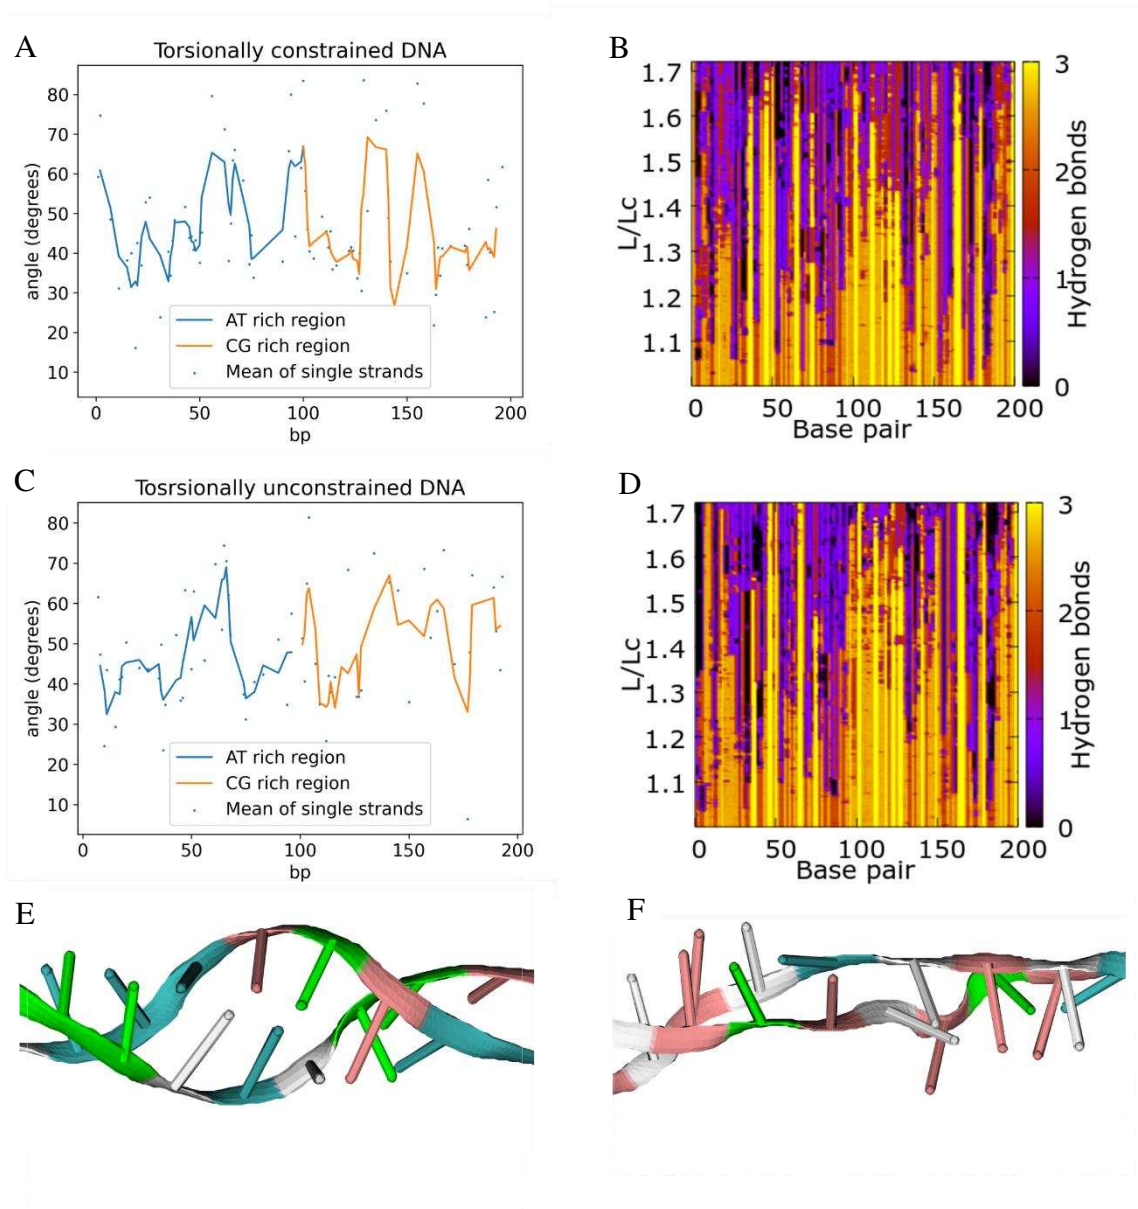 A
Torsionally constrained DNA
angle (degrees)
80
70
60
50
40
30
20
10
AT rich region
CG rich region
Mean of single strands
0
50
100
150
200
bp
B
L/Lc
1.7
1.6
1.5
1.4
1.3
1.2
1.1
0
50
100
150
200
Base pair
3
2
1
0
Hydrogen bonds
C
Tosrsionally unconstrained DNA
angle (degrees)
80
70
60
50
40
30
20
10
AT rich region
CG rich region
Mean of single strands
0
50
100
150
200
bp
D
L/Lc
1.7
1.6
1.5
1.4
1.3
1.2
1.1
0
50
100
150
200
Base pair
3
2
1
0
Hydrogen bonds
E
F